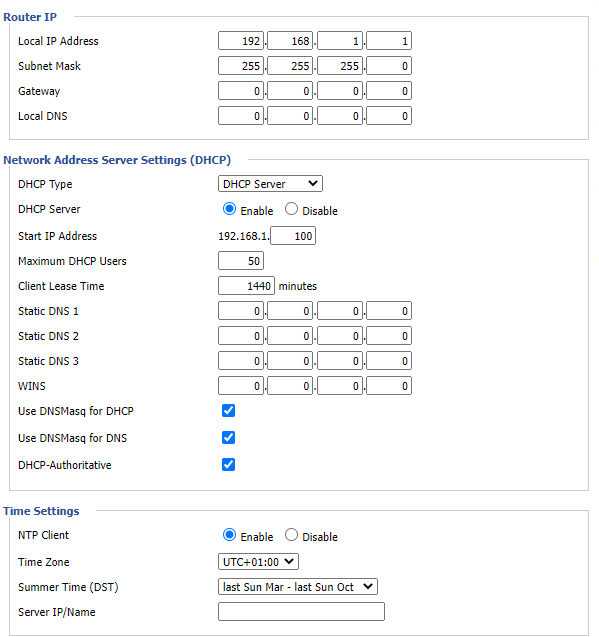 Router IP
Local IP Address 192. 168. 1. 1
Subnet Mask 255. 255. 255. 0
Gateway 0. 0. 0. 0
Local DNS 0. 0. 0. 0
Network Address Server Settings (DHCP)
DHCP Type DHCP Server
DHCP Server Enable Disable
Start IP Address 192.168.1. 100
Maximum DHCP Users 50
Client Lease Time 1440 minutes
Static DNS 1 0. 0. 0. 0
Static DNS 2 0. 0. 0. 0
Static DNS 3 0. 0. 0. 0
WINS 0. 0. 0. 0
Use DNSMasq for DHCP
Use DNSMasq for DNS
DHCP-Authoritative
Time Settings
NTP Client Enable Disable
Time Zone UTC+01:00
Summer Time (DST) last Sun Mar - last Sun Oct
Server IP/Name